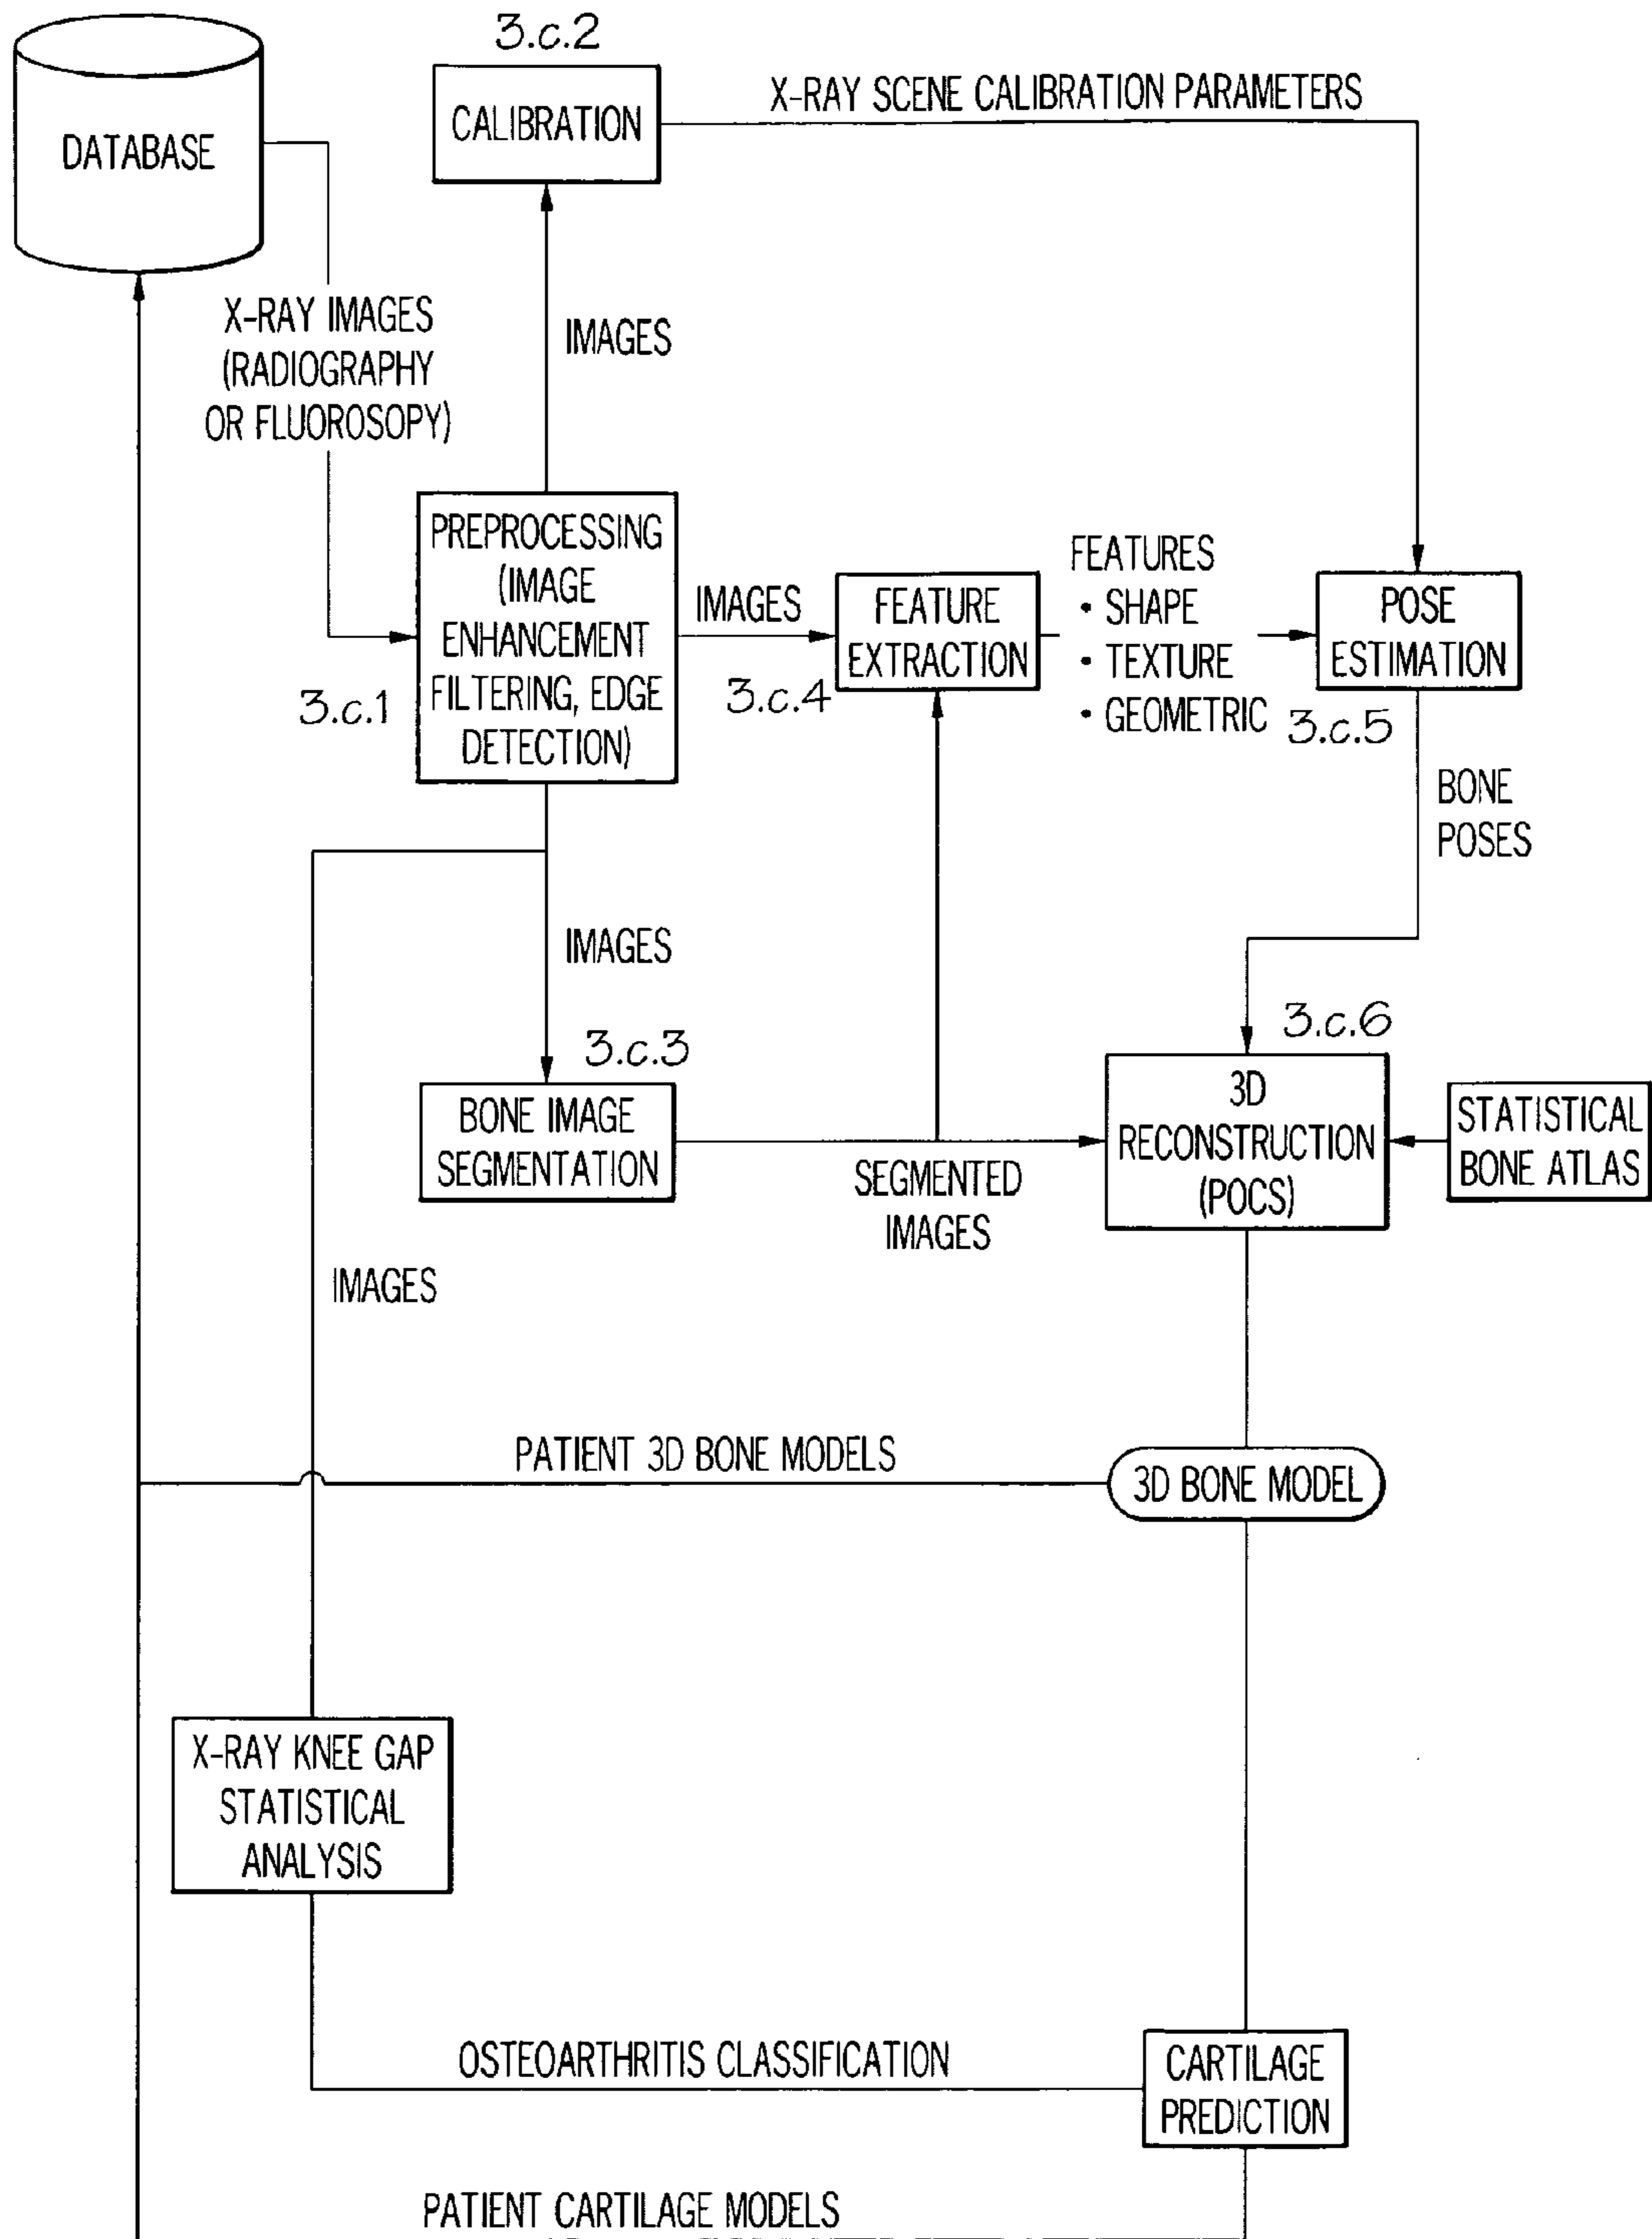 3.c.2
DATABASE
CALIBRATION
X-RAY SCENE CALIBRATION PARAMETERS
X-RAY IMAGES
(RADIOGRAPHY
OR FLUOROSOPY)
IMAGES
PREPROCESSING
(IMAGE
ENHANCEMENT
FILTERING, EDGE
DETECTION)
3.c.1
IMAGES
3.c.4
FEATURE
EXTRACTION
FEATURES
• SHAPE
• TEXTURE
• GEOMETRIC
POSE
ESTIMATION
3.c.5
BONE
POSES
IMAGES
3.c.3
BONE IMAGE
SEGMENTATION
SEGMENTED
IMAGES
3.c.6
3D
RECONSTRUCTION
(POCS)
STATISTICAL
BONE ATLAS
IMAGES
PATIENT 3D BONE MODELS
3D BONE MODEL
X-RAY KNEE GAP
STATISTICAL
ANALYSIS
OSTEOARTHRITIS CLASSIFICATION
CARTILAGE
PREDICTION
PATIENT CARTILAGE MODELS